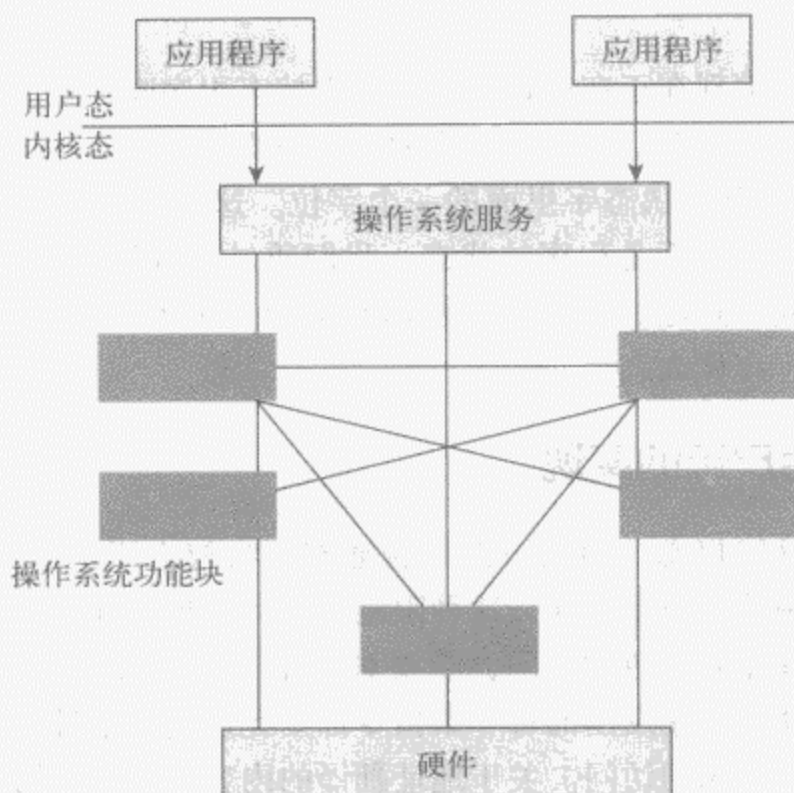 应用程序
应用程序
用户态
内核态
操作系统服务
操作系统功能块
硬件